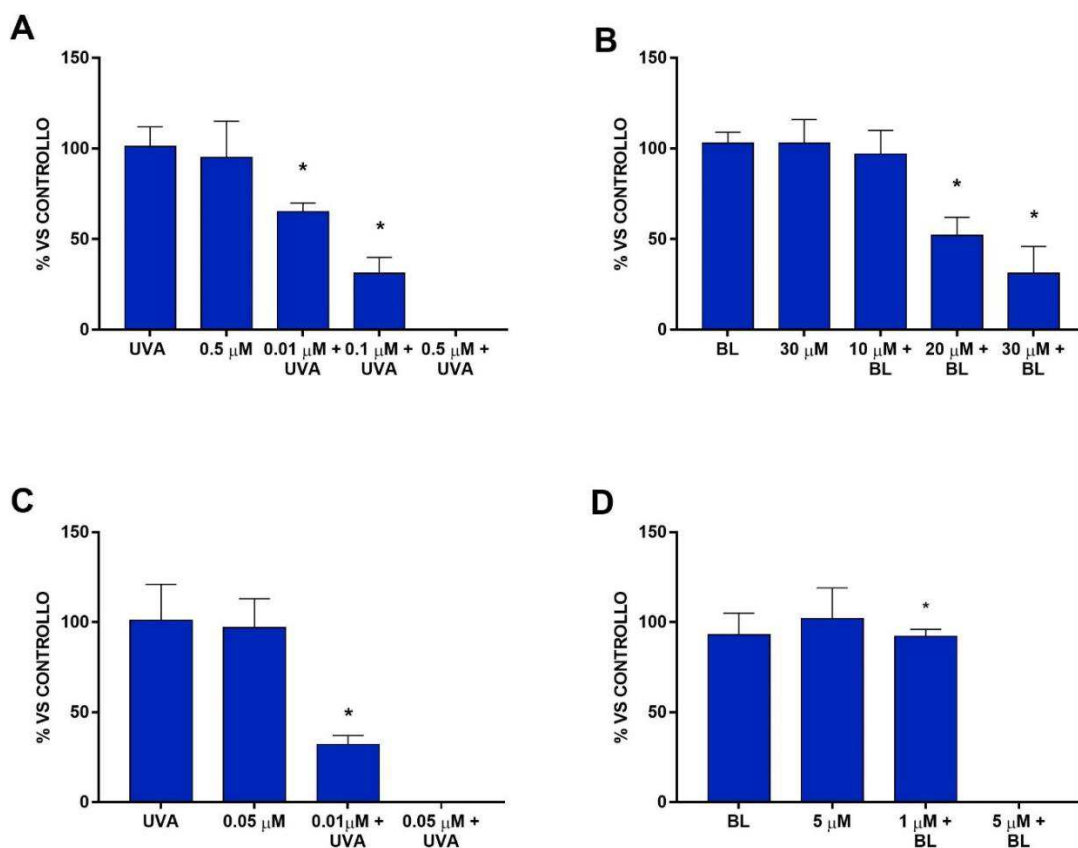 A
% VS CONTROLLO
150
100
50
0
*
*
UVA
0.5 μM
0.01 μM +
UVA
0.1 μM +
UVA
0.5 μM +
UVA
B
% VS CONTROLLO
150
100
50
0
*
*
BL
30 μM
10 μM +
BL
20 μM +
BL
30 μM +
BL
C
% VS CONTROLLO
150
100
50
0
*
UVA
0.05 μM
0.01μM +
UVA
0.05 μM +
UVA
D
% VS CONTROLLO
150
100
50
0
*
BL
5 μM
1 μM +
BL
5 μM +
BL